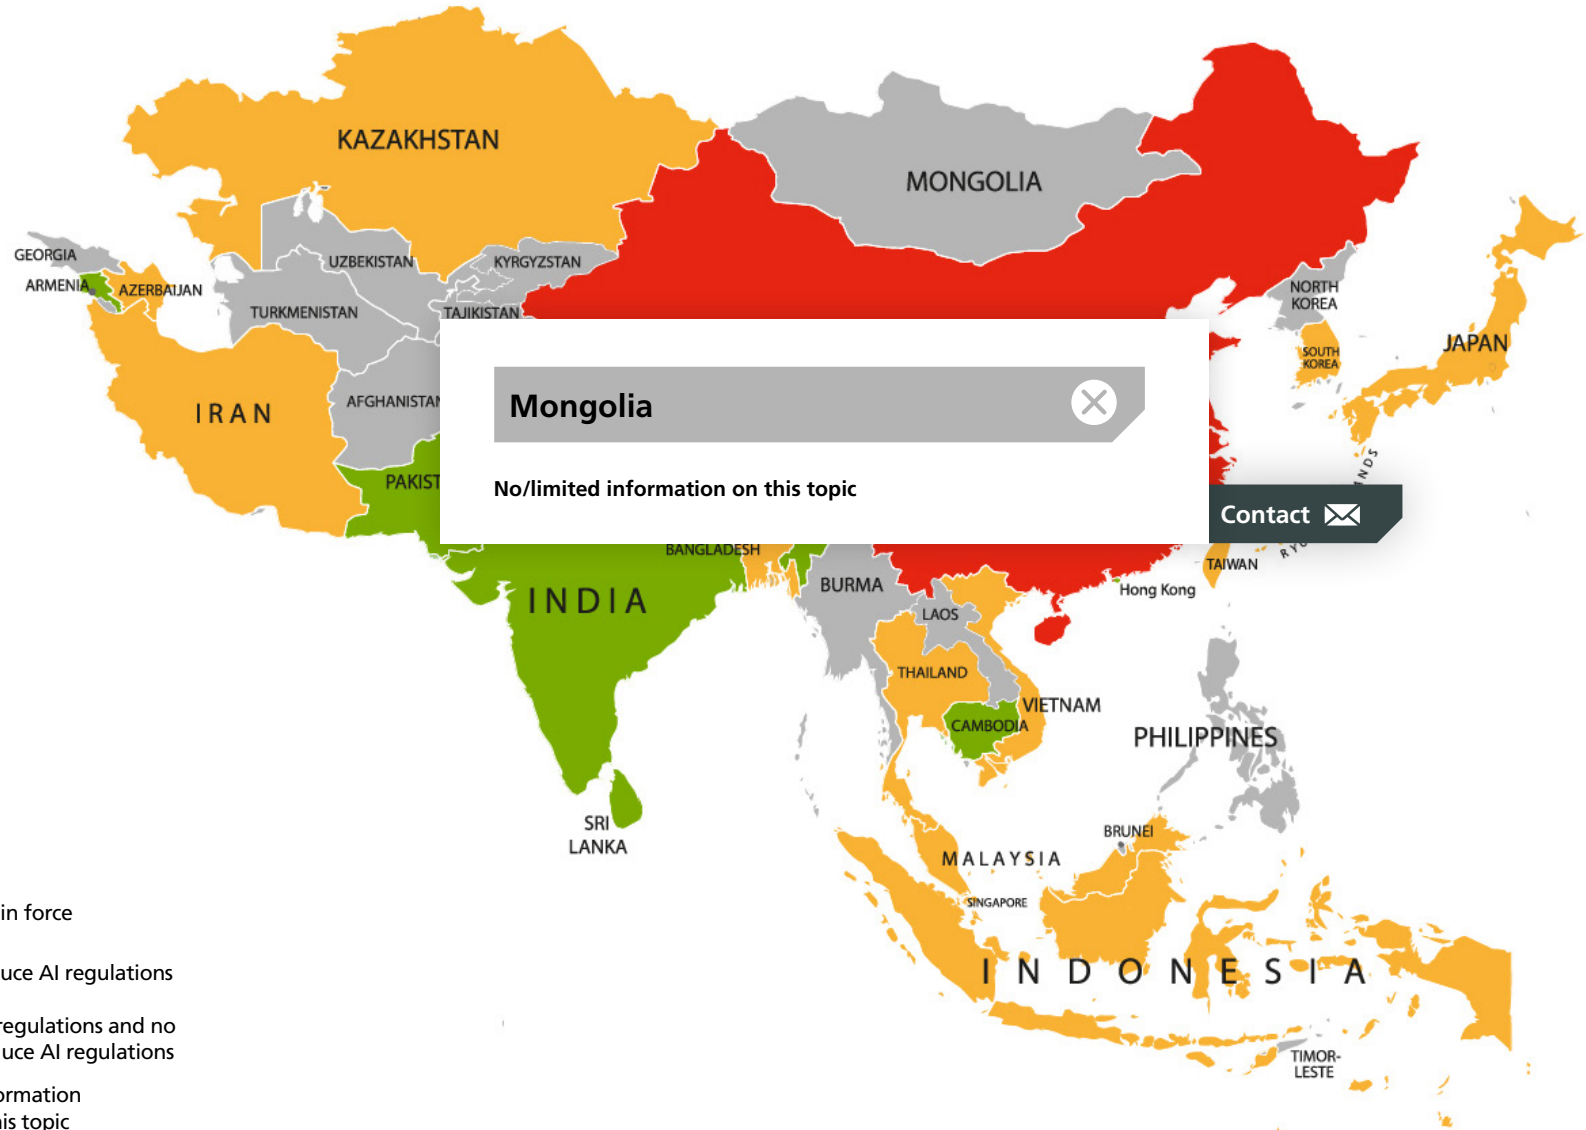 KAZAKHSTAN
MONGOLIA
GEORGIA
UZBEKISTAN
KYRGYZSTAN
ARMENIA
AZERBAIJAN
NORTH
KOREA
TURKMENISTAN
TAJIKISTAN
JAPAN
SOUTH
KOREA
IRAN
AFGHANISTAN
Mongolia
PAKIST
No/limited information on this topic
NDS
Contact
RYU
BANGLADESH
TAIWAN
BURMA
Hong Kong
INDIA
LAOS
THAILAND
VIETNAM
CAMBODIA
PHILIPPINES
SRI
LANKA
BRUNEI
MALAYSIA
SINGAPORE
in force
INDONESIA
uce AI regulations
regulations and no
uce AI regulations
TIMOR-
LESTE
ormation
is topic